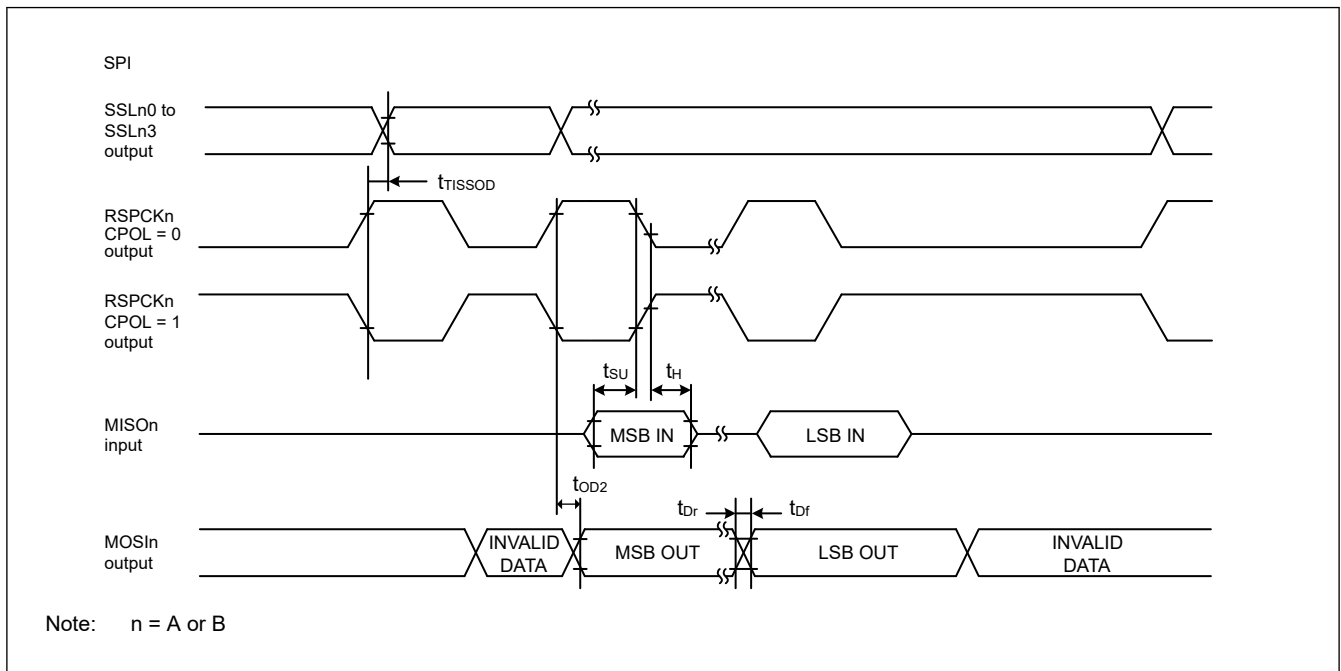 SPI
SSLn0 to
SSLn3
output
tTISSOD
RSPCKn
CPOL = 0
output
RSPCKn
CPOL = 1
output
tSU
tH
MISOn
input
MSB IN
LSB IN
tOD2
tDr
tDf
MOSIn
output
INVALID
DATA
MSB OUT
LSB OUT
INVALID
DATA
Note: n = A or B